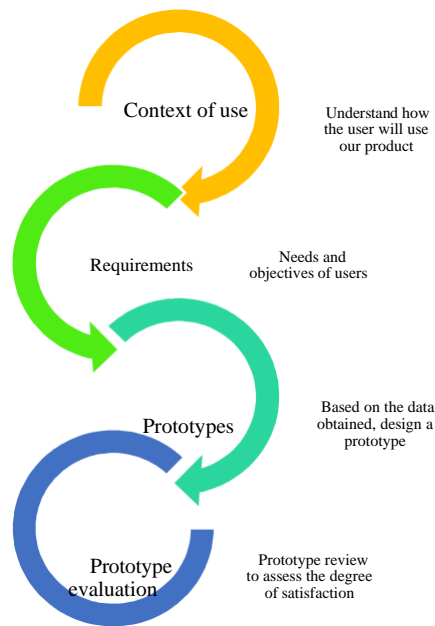 Context of use
Understand how
the user will use
our product
Requirements
Needs and
objectives of users
Prototypes
Based on the data
obtained, design a
prototype
Prototype
evaluation
Prototype review
to assess the degree
of satisfaction